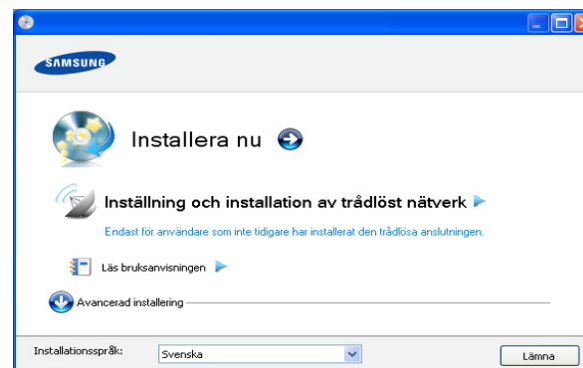 SAMSUNG
Installera nu
Inställning och installation av trådlöst nätverk
Endast för användare som inte tidigare har installerat den trådlösa anslutningen.
Läs bruksanvisningen
Avancerad installering
Installationsspråk: Svenska Lämna